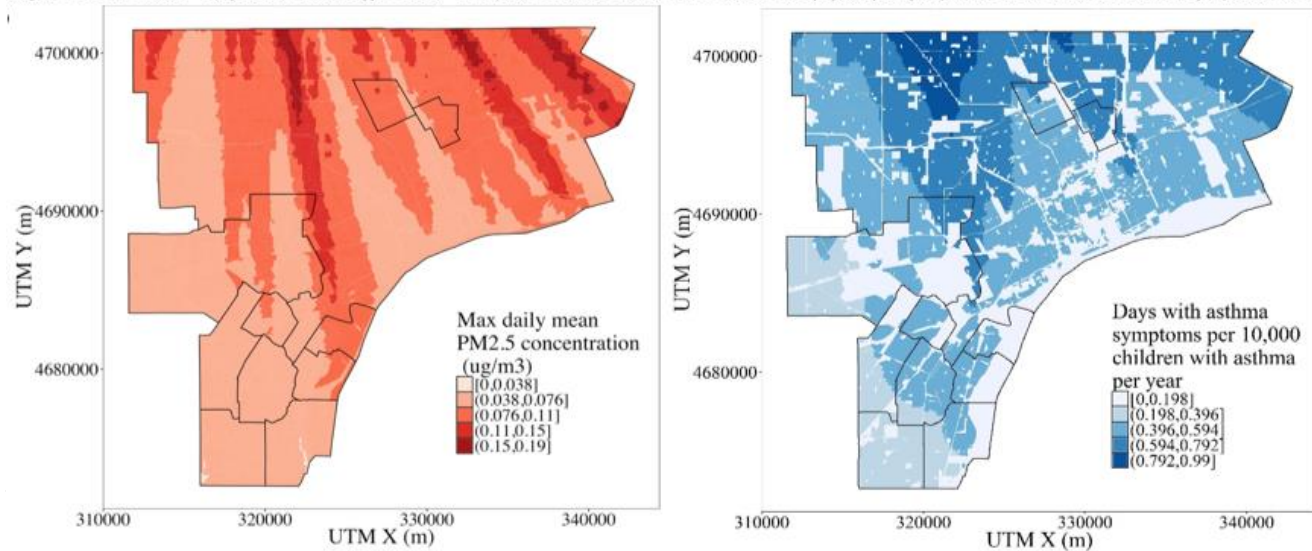 4700000
4690000
4680000
UTM Y (m)
310000 320000 330000 340000
UTM X (m)
Max daily mean
PM2.5 concentration
(ug/m3)
[0,0.038]
(0.038,0.076]
(0.076,0.11]
(0.11,0.15]
(0.15,0.19]
4700000
4690000
4680000
UTM Y (m)
310000 320000 330000 340000
UTM X (m)
Days with asthma
symptoms per 10,000
children with asthma
per year
[0,0.198]
(0.198,0.396]
(0.396,0.594]
(0.594,0.792]
(0.792,0.99]